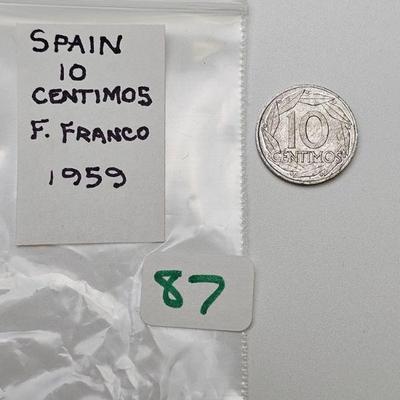 SPAIN
10
CENTIMOS
F. FRANCO
1959
10
CENTIMOS
87